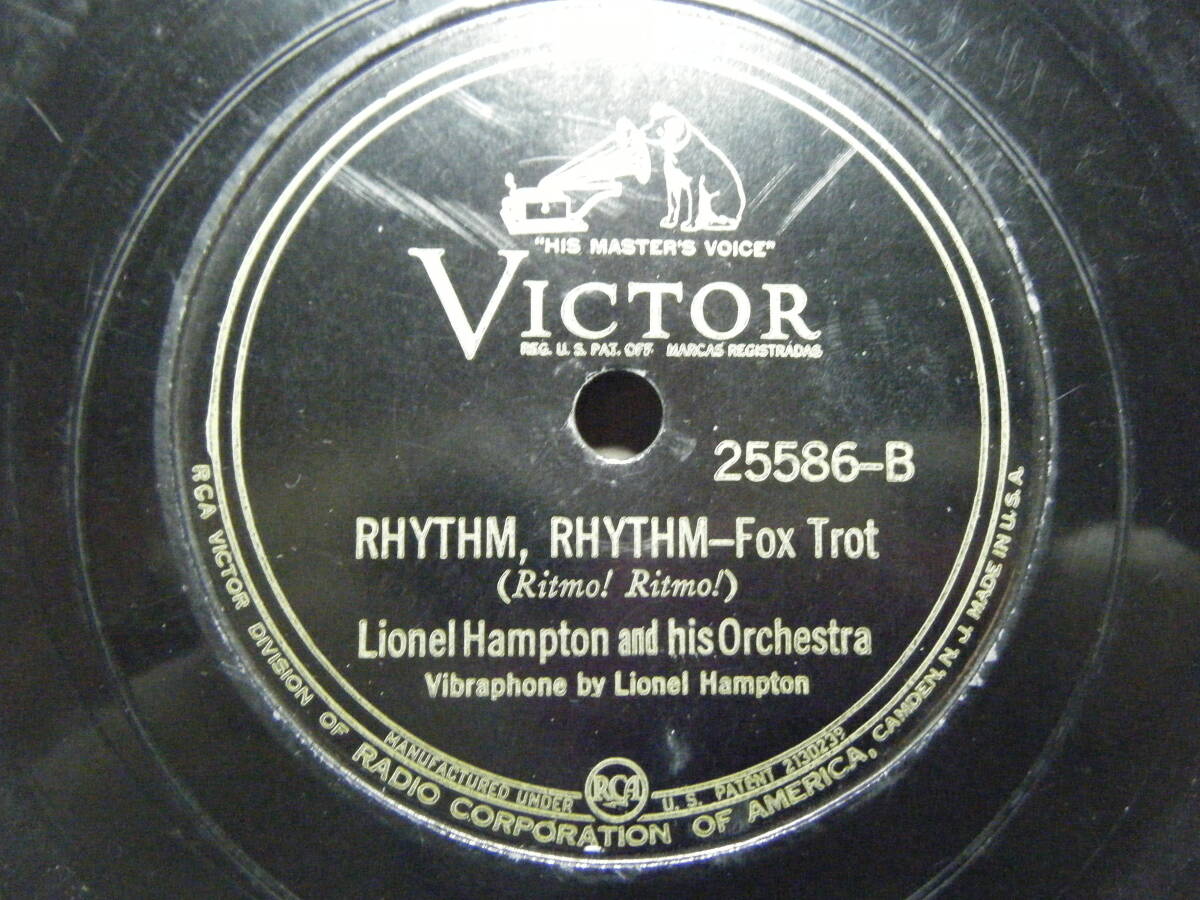 "HIS MASTER'S VOICE"
VICTOR
REG. U. S. PAT. OFF. MARCAS REGISTRADAS
25586-B
RHYTHM, RHYTHM—Fox Trot
(Ritmo! Ritmo!)
Lionel Hampton and his Orchestra
Vibraphone by Lionel Hampton
MANUFACTURED UNDER RCA U. S. PATENT 2130239
RCA VICTOR DIVISION OF RADIO CORPORATION OF AMERICA, CAMDEN, N. J. MADE IN U. S. A.